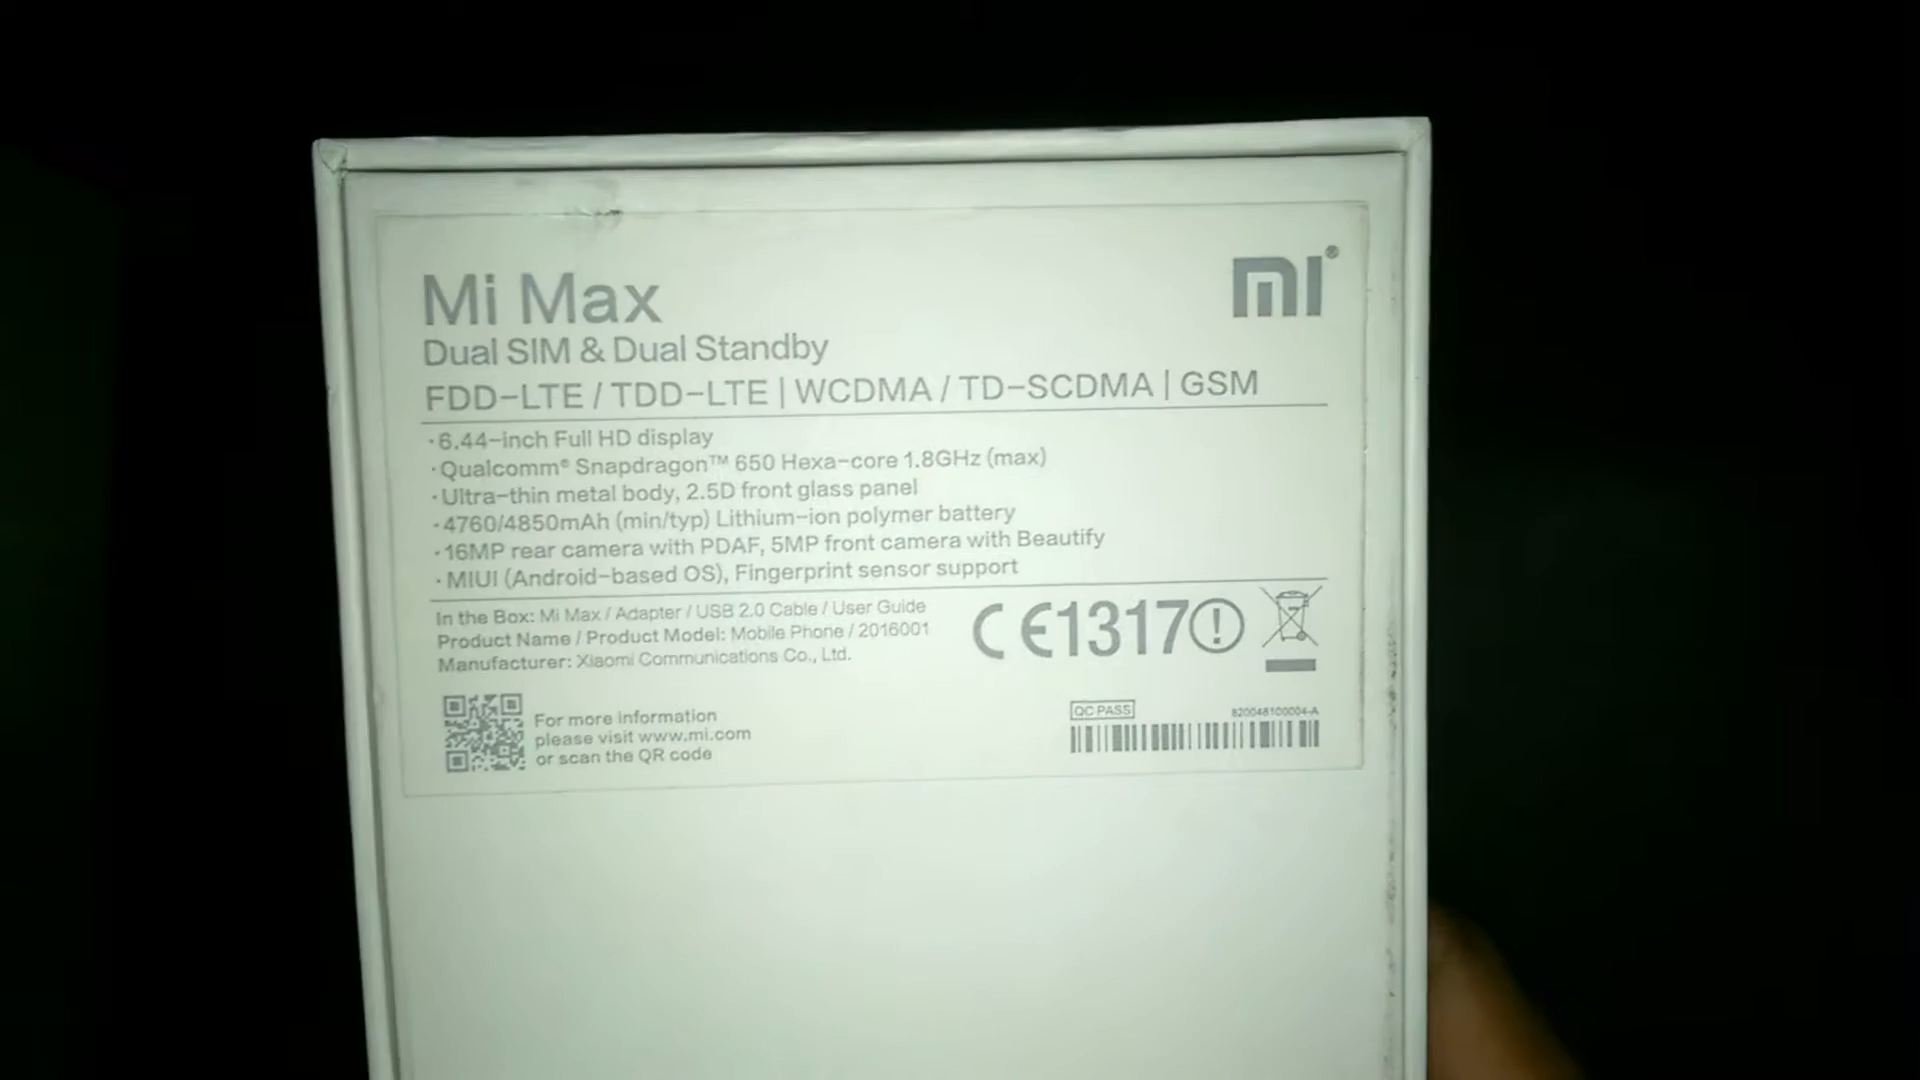 Mi Max
mi®
Dual SIM & Dual Standby
FDD-LTE / TDD-LTE | WCDMA / TD-SCDMA | GSM
·6.44-inch Full HD display
·Qualcomm® Snapdragon™ 650 Hexa-core 1.8GHz (max)
·Ultra-thin metal body, 2.5D front glass panel
·4760/4850mAh (min/typ) Lithium-ion polymer battery
·16MP rear camera with PDAF, 5MP front camera with Beautify
·MIUI (Android-based OS), Fingerprint sensor support
In the Box: Mi Max / Adapter / USB 2.0 Cable / User Guide
Product Name / Product Model: Mobile Phone / 2016001
Manufacturer: Xiaomi Communications Co., Ltd.
CE1317!
For more information
please visit www.mi.com
or scan the QR code
QC PASS
820048100004-A